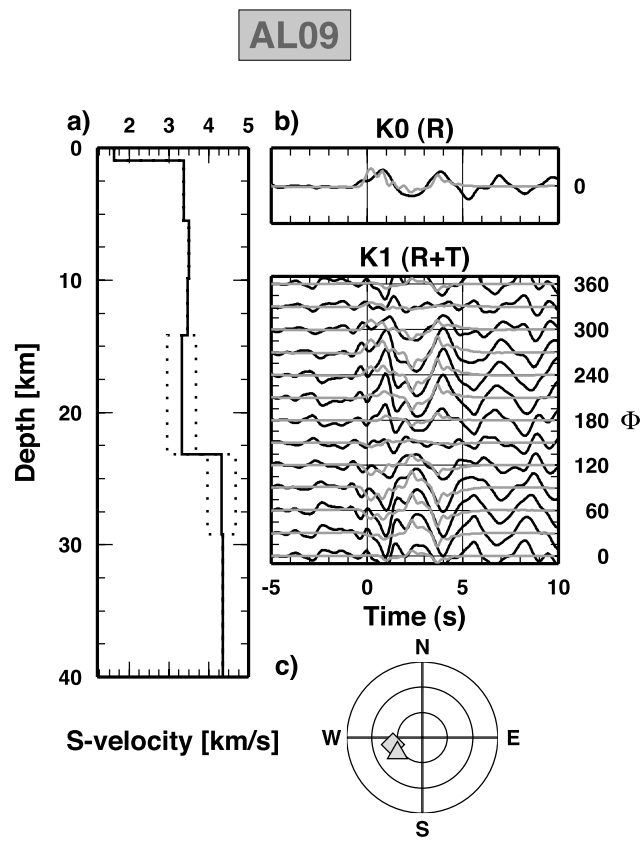 AL09
a)
2 3 4 5
b)
K0 (R)
0
0
K1 (R+T)
10
360
300
240
Depth [km]
20
180 Φ
120
60
30
0
-5 0 5 10
Time (s)
N
c)
40
S-velocity [km/s]
W
E
S